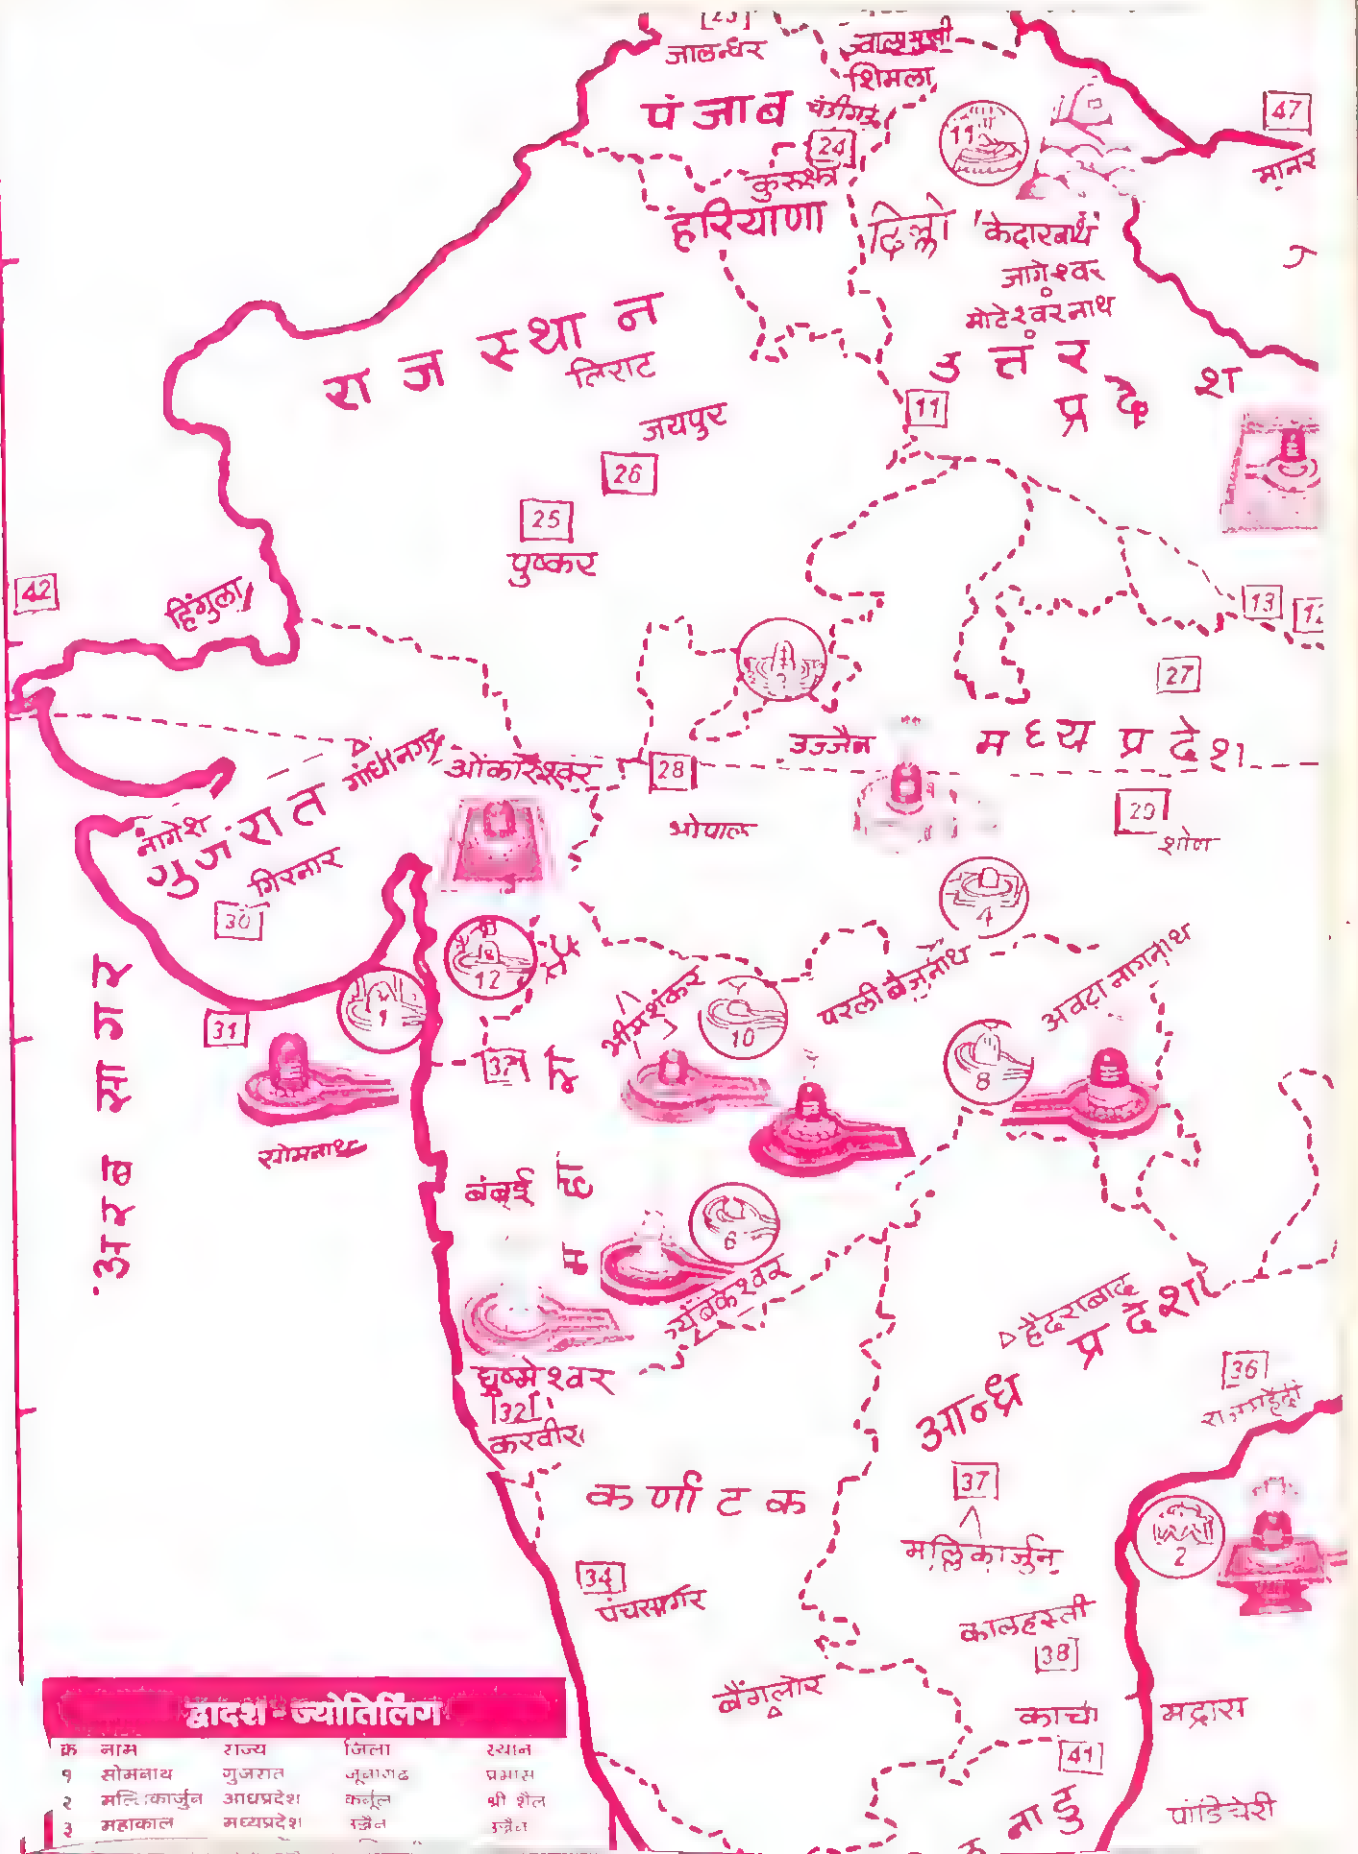 जालन्धर
ज्वालामुखी
शिमला
पंजाब
चंडीगढ़
47
11
24
मानर
कुरुक्षेत्र
हरियाणा
दिल्ली
केदारनाथ
जागेश्वर
मोटेश्वरनाथ
राजस्थान
उत्तर
प्रदेश
जयपुर
11
26
25
पुष्कर
42
हिंगुला
13
27
उज्जैन
मध्य प्रदेश
गांधीनगर
ओंकारेश्वर
28
29
नागेश
गुजरात
भोपाल
शोण
गिरनार
30
4
12
परली बैजनाथ
अवटा नागनाथ
भीमशंकर
1
10
31
8
अरब सागर
सोमनाथ
बंबई
महा
6
त्र्यंबकेश्वर
हैदराबाद
आन्ध्र प्रदेश
घुष्मेश्वर
32
करवीर
36
कर्णाटक
37
मल्लिकार्जुन
2
34
पंचसागर
कालहस्ती
38
बैंगलोर
कांची
मद्रास
41
नाडु
पांडिचेरी
द्वादश-ज्योतिर्लिंग
क्र नाम राज्य जिला स्थान
१ सोमनाथ गुजरात जूनागढ प्रभास
२ मल्लिकार्जुन आंध्रप्रदेश कर्नूल श्री शैल
३ महाकाल मध्यप्रदेश उज्जैन उज्जैन